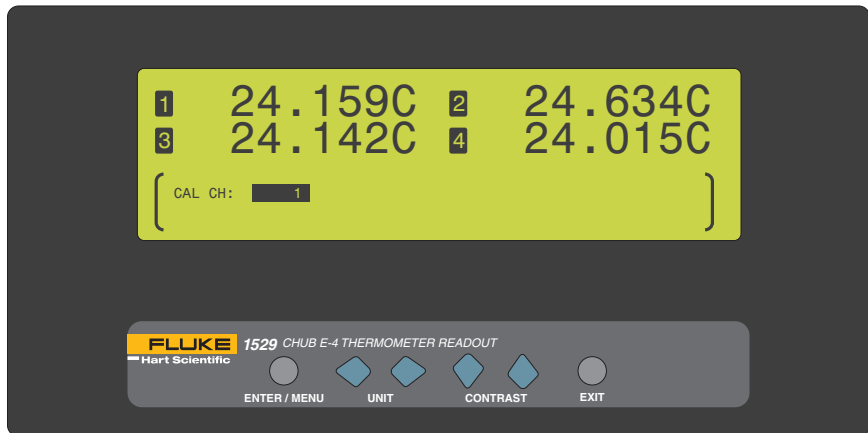 1 24.159C 2 24.634C
3 24.142C 4 24.015C
CAL CH: 1
FLUKE 1529 CHUB E-4 THERMOMETER READOUT
Hart Scientific
ENTER / MENU UNIT CONTRAST EXIT